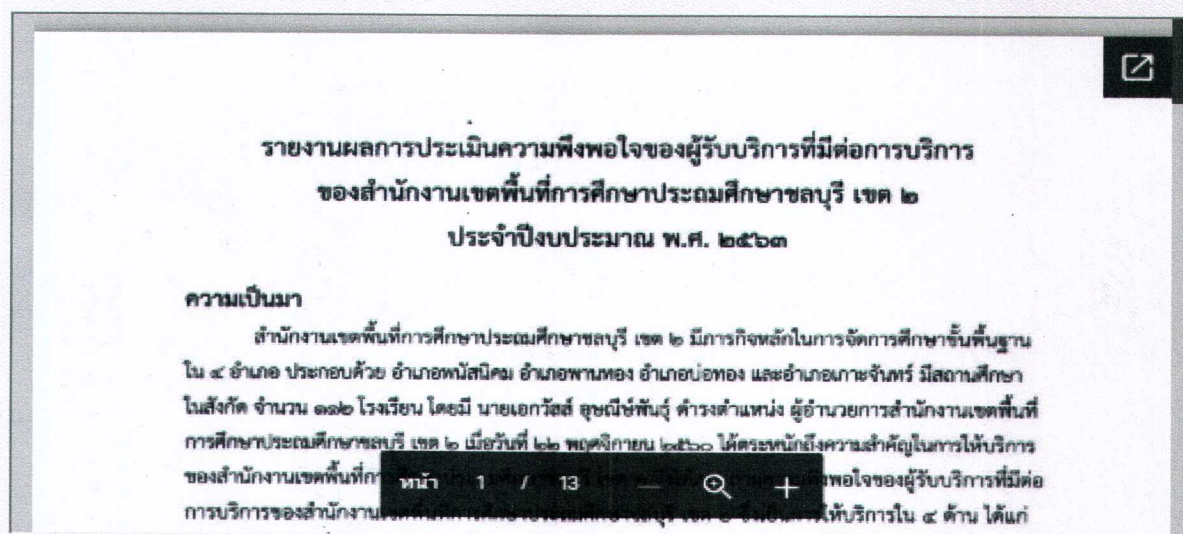 รายงานผลการประเมินความพึงพอใจของผู้รับบริการที่มีต่อการบริการ
ของสำนักงานเขตพื้นที่การศึกษาประถมศึกษาชลบุรี เขต ๒
ประจำปีงบประมาณ พ.ศ. ๒๕๖๓
ความเป็นมา
สำนักงานเขตพื้นที่การศึกษาประถมศึกษาชลบุรี เขต ๒ มีภารกิจหลักในการจัดการศึกษาขั้นพื้นฐาน
ใน ๔ อำเภอ ประกอบด้วย อำเภอพนัสนิคม อำเภอพานทอง อำเภอบ่อทอง และอำเภอเกาะจันทร์ มีสถานศึกษา
ในสังกัด จำนวน ๑๑๒ โรงเรียน โดยมี นายเอกวัสส์ อุษณีษ์พันธุ์ ดำรงตำแหน่ง ผู้อำนวยการสำนักงานเขตพื้นที่
การศึกษาประถมศึกษาชลบุรี เขต ๒ เมื่อวันที่ ๒๒ พฤศจิกายน ๒๕๖๐ ได้ตระหนักถึงความสำคัญในการให้บริการ
ของสำนักงานเขตพื้นที่ พอใจของผู้รับบริการที่มีต่อ
หน้า 1 / 13
การบริการของสำนักงาน ให้บริการใน ๔ ด้าน ได้แก่